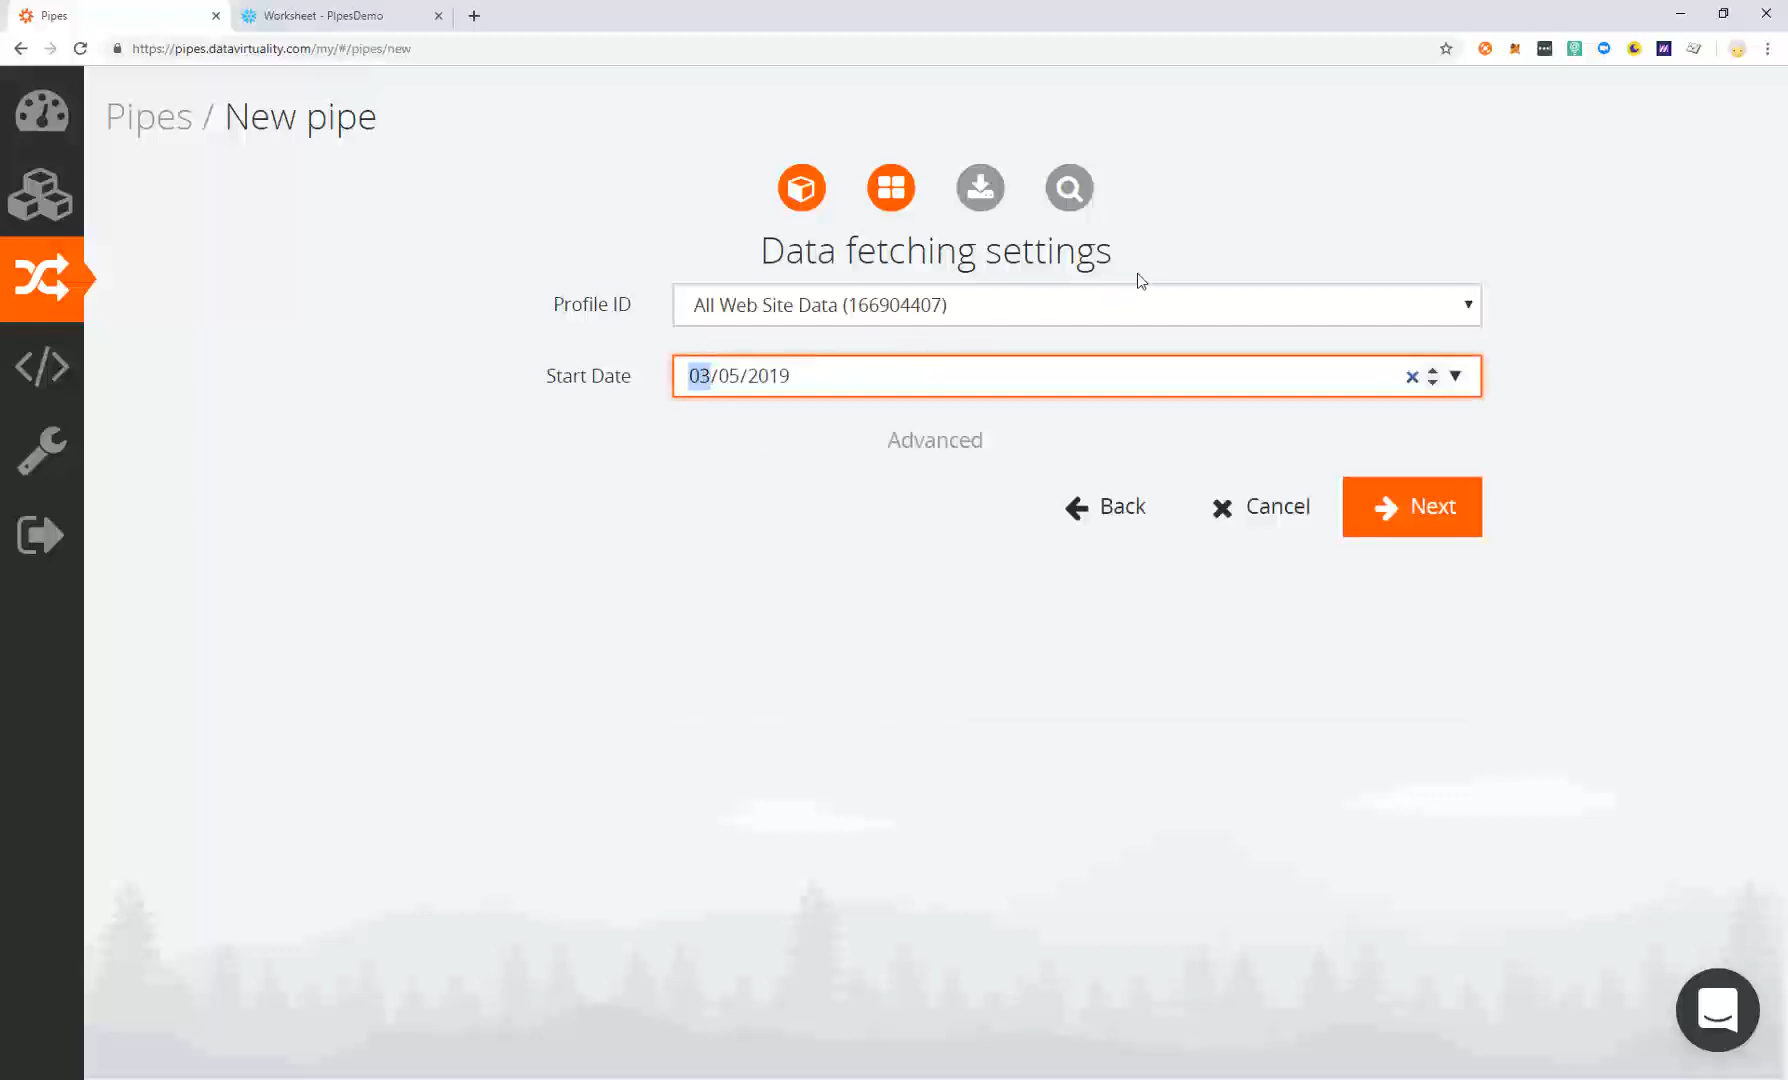 Pipes
Worksheet - PipesDemo
https://pipes.datavirtuality.com/my/#/pipes/new
Pipes / New pipe
Data fetching settings
Profile ID
All Web Site Data (166904407)
Start Date
03/05/2019
Advanced
Back
Cancel
Next